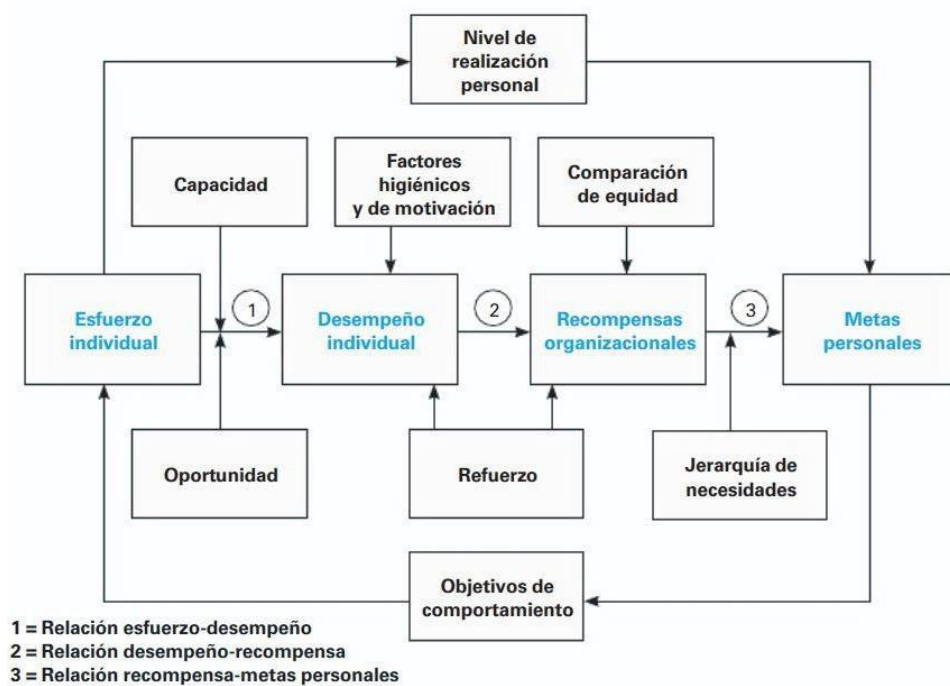 Nivel de
realización
personal
Capacidad
Factores
higiénicos
y de motivación
Comparación
de equidad
Esfuerzo
individual
1
Desempeño
individual
2
Recompensas
organizacionales
3
Metas
personales
Oportunidad
Refuerzo
Jerarquía de
necesidades
Objetivos de
comportamiento
1 = Relación esfuerzo-desempeño
2 = Relación desempeño-recompensa
3 = Relación recompensa-metas personales